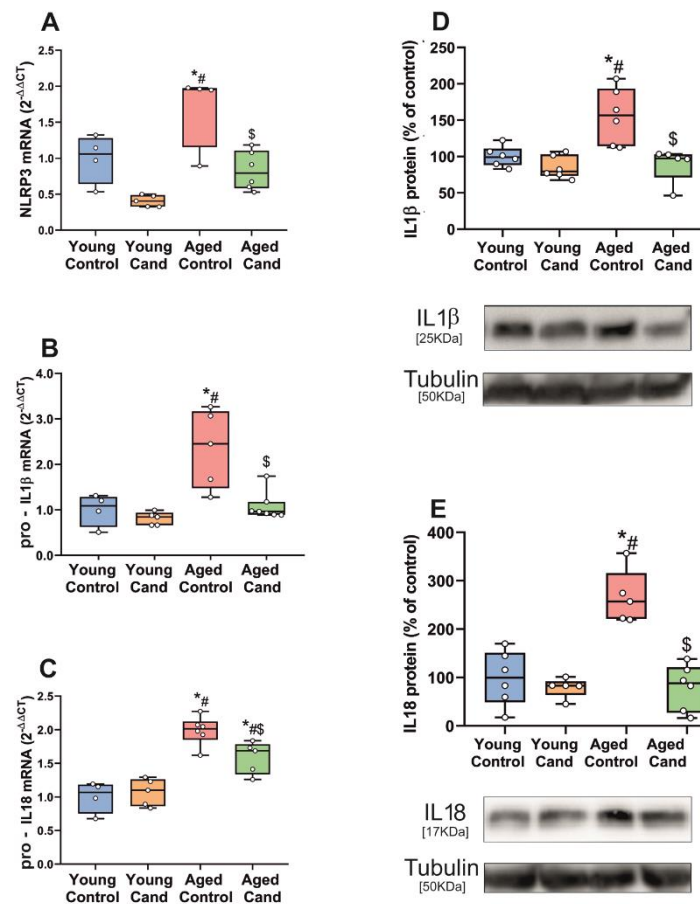 A
NLRP3 mRNA (2^-ΔΔCT)
2.5
2.0
1.5
1.0
0.5
0.0
*#
$
Young Control
Young Cand
Aged Control
Aged Cand
B
pro - IL1β mRNA (2^-ΔΔCT)
4.0
3.0
2.0
1.0
0.0
*#
$
Young Control
Young Cand
Aged Control
Aged Cand
C
pro - IL18 mRNA (2^-ΔΔCT)
2.5
2.0
1.5
1.0
0.5
0.0
*#
*#$
Young Control
Young Cand
Aged Control
Aged Cand
D
IL1β protein (% of control)
250
200
150
100
50
0
*#
$
Young Control
Young Cand
Aged Control
Aged Cand
IL1β
[25KDa]
Tubulin
[50KDa]
E
IL18 protein (% of control)
400
300
200
100
0
*#
$
Young Control
Young Cand
Aged Control
Aged Cand
IL18
[17KDa]
Tubulin
[50KDa]